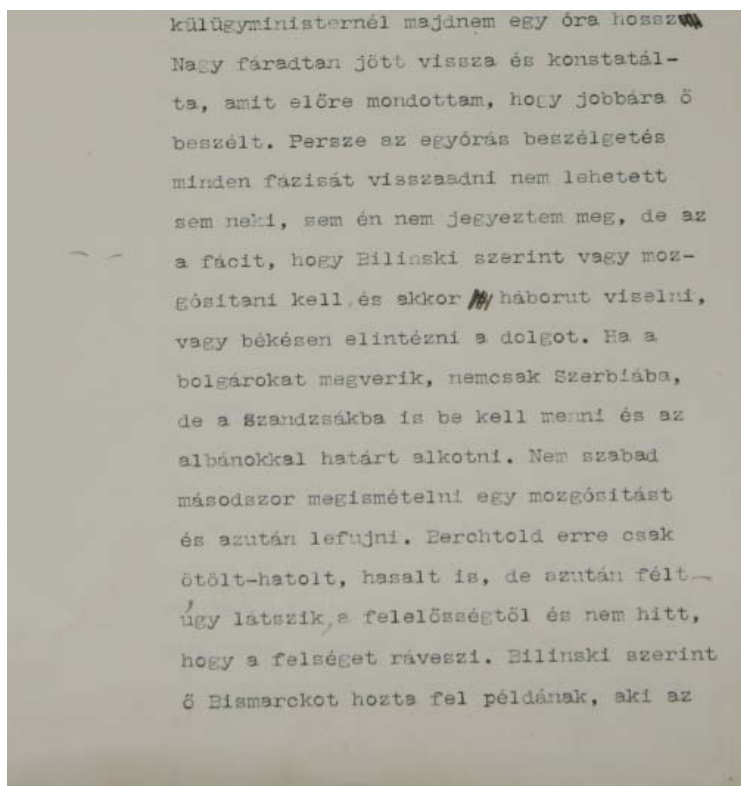 külügyministernél majdnem egy óra hossz
Nagy fáradtan jött vissza és konstatál-
ta, amit előre mondottam, hogy jobbára ő
beszélt. Persze az egyórás beszélgetés
minden fázisát visszaadni nem lehetett
sem neki, sem én nem jegyeztem meg, de az
a fácit, hogy Bilinski szerint vagy moz-
gósitani kell, és akkor háborut viselni,
vagy békésen elintézni a dolgot. Ha a
bolgárokat megverik, nemcsak Szerbiába,
de a Szandzsákba is be kell menni és az
albánokkal határt alkotni. Nem szabad
másodszor megismételni egy mozgósitást
és azután lefujni. Berchtold erre csak
ötölt-hatolt, hasalt is, de azután félt
úgy látszik, a felelősségtől és nem hitt,
hogy a felséget ráveszi. Bilinski szerint
ő Bismarckot hozta fel példának, aki az